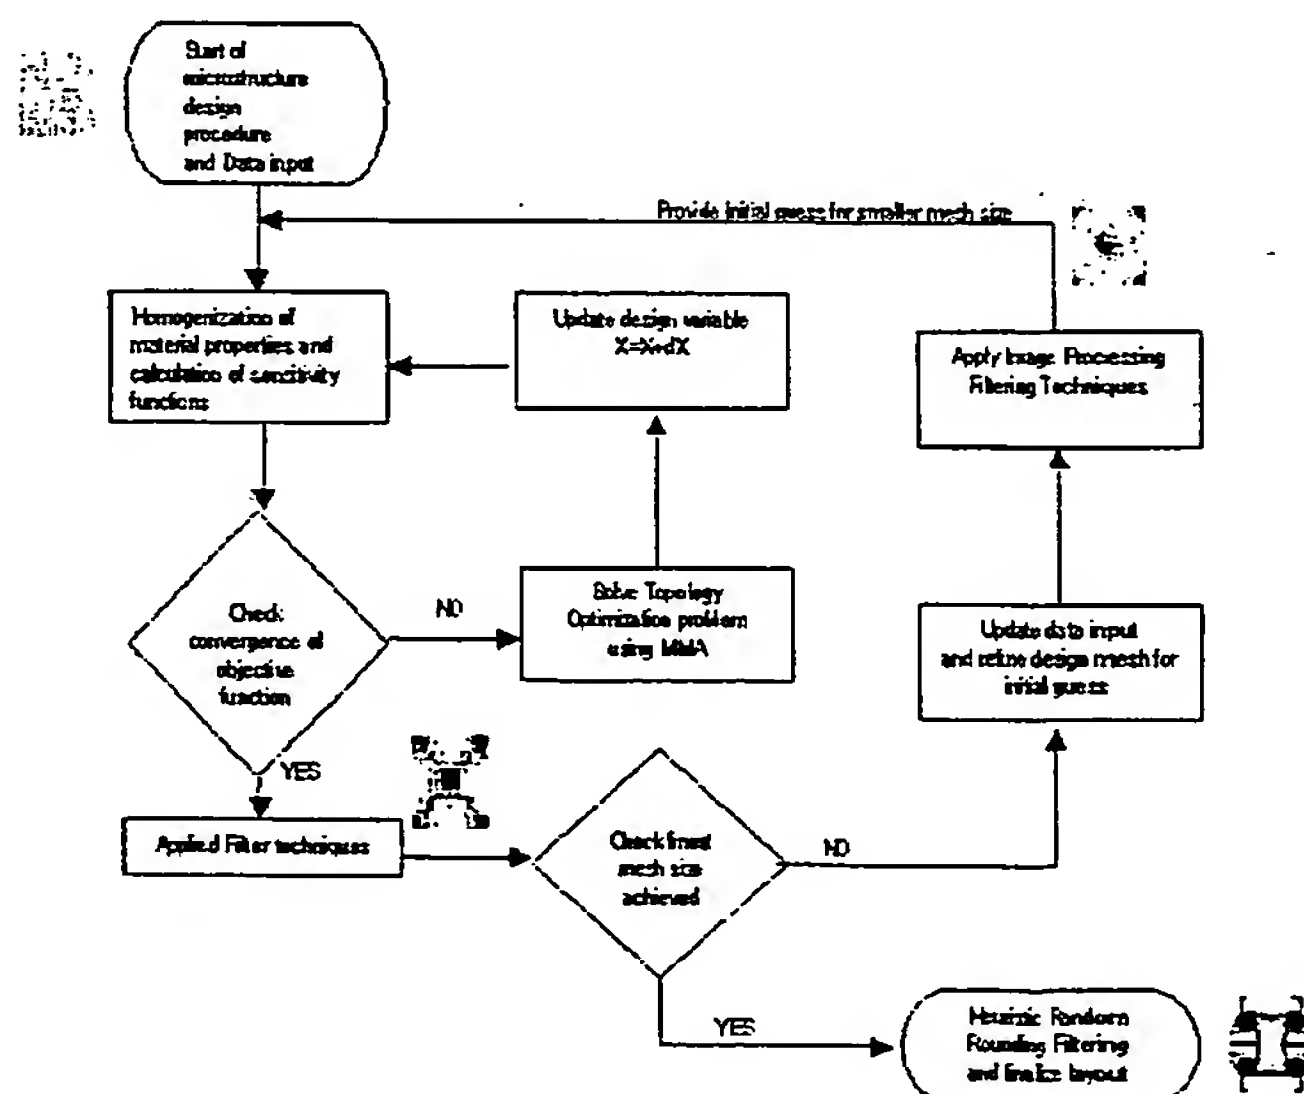 Start of
microstructure
design
procedure
and Data input
Provide initial guess for smaller mesh size
Homogenization of
material properties and
calculation of sensitivity
functions
Update design variable
X=X+dX
Apply Image Processing
Filtering Techniques
Check
convergence of
objective
function
NO
Solve Topology
Optimization problem
using MMA
Update data input
and refine design mesh for
initial guess
YES
Applied Filter techniques
Check finest
mesh size
achieved
NO
YES
Heuristic Random
Rounding Filtering
and finalize layout